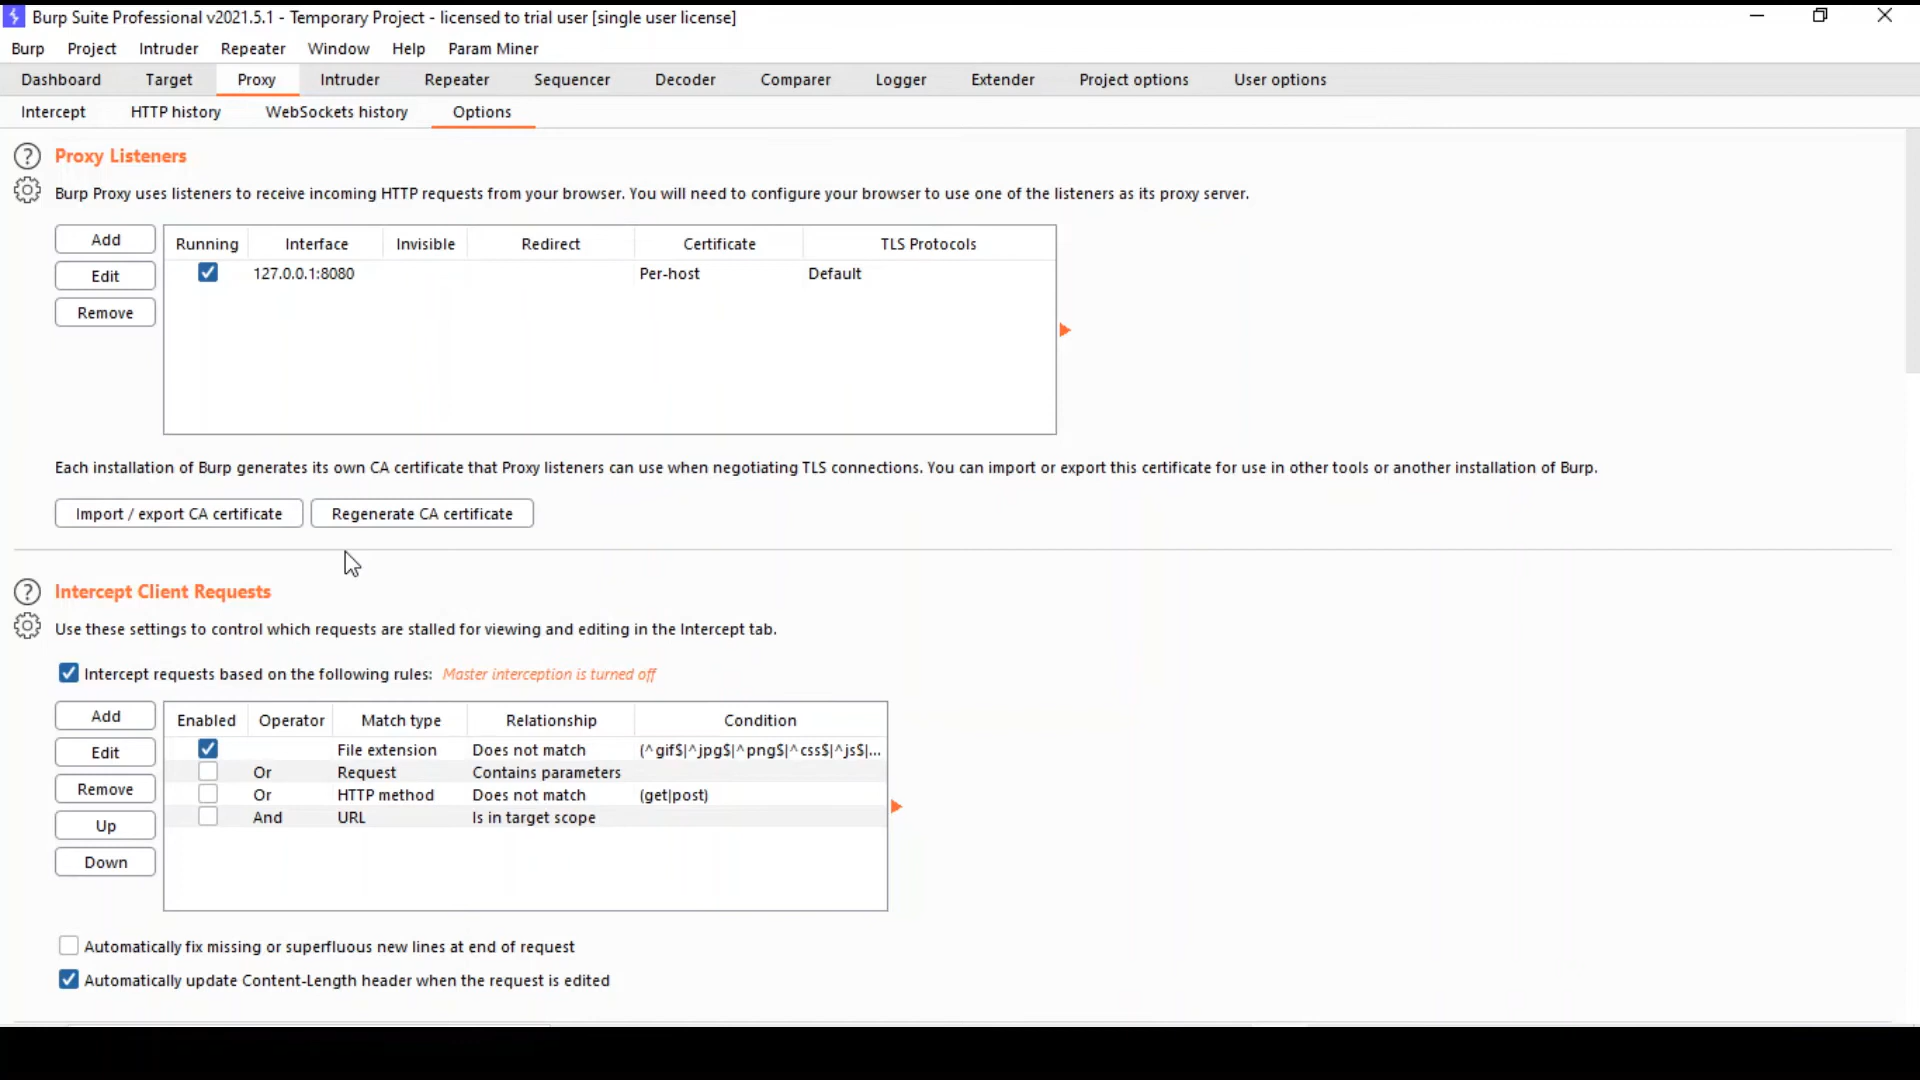 Burp Suite Professional v2021.5.1 - Temporary Project - licensed to trial user [single user license]
Burp Project Intruder Repeater Window Help Param Miner
Dashboard Target Proxy Intruder Repeater Sequencer Decoder Comparer Logger Extender Project options User options
Intercept HTTP history WebSockets history Options
? Proxy Listeners
Burp Proxy uses listeners to receive incoming HTTP requests from your browser. You will need to configure your browser to use one of the listeners as its proxy server.
Add
Edit
Remove
Running Interface Invisible Redirect Certificate TLS Protocols
127.0.0.1:8080 Per-host Default
Each installation of Burp generates its own CA certificate that Proxy listeners can use when negotiating TLS connections. You can import or export this certificate for use in other tools or another installation of Burp.
Import / export CA certificate Regenerate CA certificate
? Intercept Client Requests
Use these settings to control which requests are stalled for viewing and editing in the Intercept tab.
Intercept requests based on the following rules: Master interception is turned off
Add
Edit
Remove
Up
Down
Enabled Operator Match type Relationship Condition
File extension Does not match (^gif$|^jpg$|^png$|^css$|^js$|...
Or Request Contains parameters
Or HTTP method Does not match (get|post)
And URL Is in target scope
Automatically fix missing or superfluous new lines at end of request
Automatically update Content-Length header when the request is edited